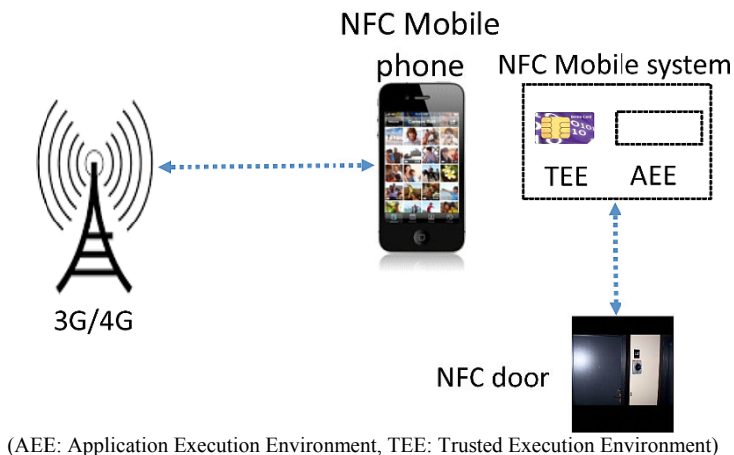 NFC Mobile
phone
NFC Mobile system
TEE
AEE
3G/4G
NFC door
(AEE: Application Execution Environment, TEE: Trusted Execution Environment)